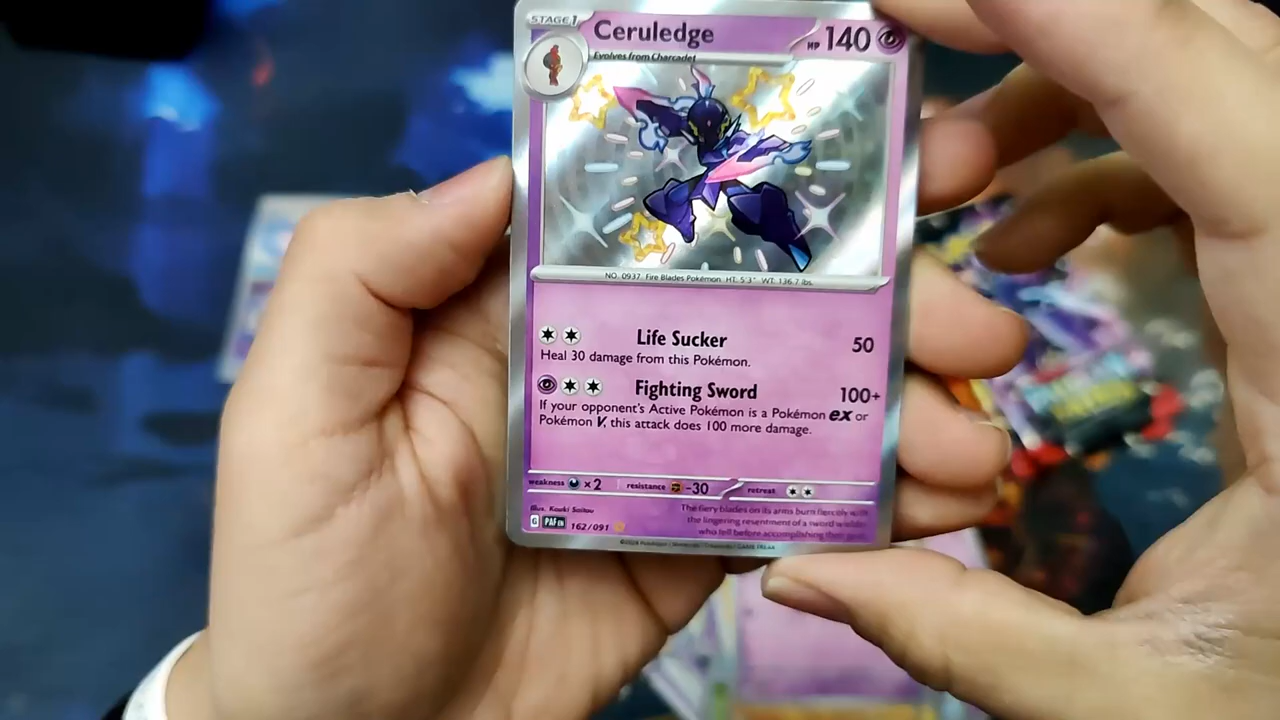 STAGE 1
Ceruledge
HP 140
Evolves from Charcadet
NO. 0937 Fire Blades Pokémon HT: 5'3" WT: 136.7 lbs.
Life Sucker 50
Heal 30 damage from this Pokémon.
Fighting Sword 100+
If your opponent's Active Pokémon is a Pokémon ex or
Pokémon V, this attack does 100 more damage.
weakness ×2 resistance -30 retreat
Illus. Kouki Saitou
The fiery blades on its arms burn fiercely with
the lingering resentment of a sword wielder
who fell before accomplishing their goal.
G PAF EN 162/091